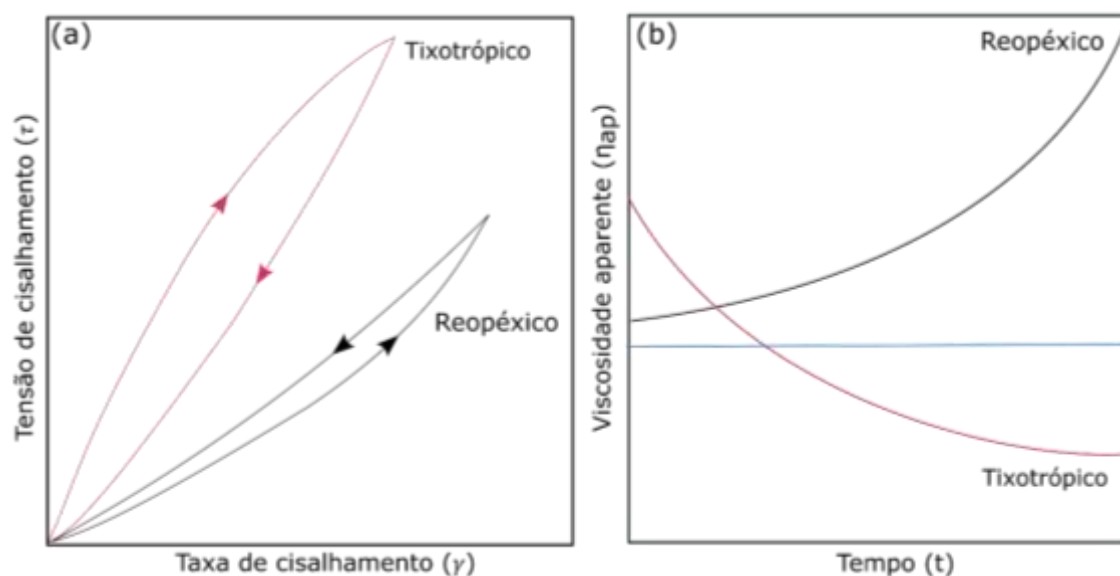 (a)
Tixotrópico
Reopéxico
Tensão de cisalhamento (τ)
Taxa de cisalhamento (γ)
(b)
Reopéxico
Tixotrópico
Viscosidade aparente (ηap)
Tempo (t)